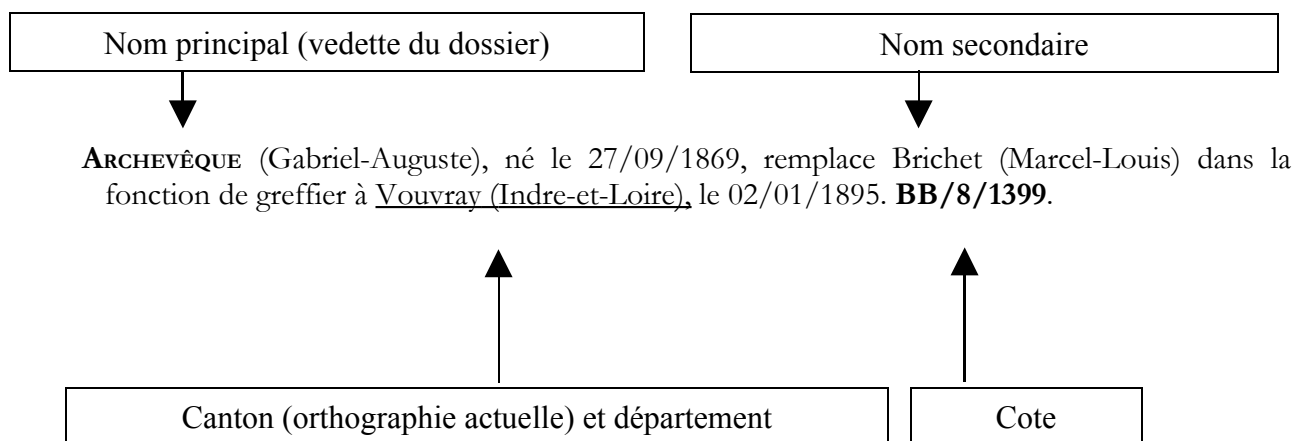 Nom principal (vedette du dossier)
Nom secondaire
ARCHEVÊQUE (Gabriel-Auguste), né le 27/09/1869, remplace Brichet (Marcel-Louis) dans la
fonction de greffier à Vouvray (Indre-et-Loire), le 02/01/1895. BB/8/1399.
Canton (orthographie actuelle) et département
Cote